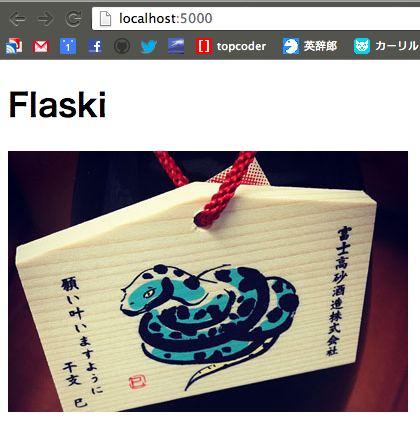 localhost:5000
topcoder
英辞郎
カーリル
Flaski
富士高砂酒造株式会社
願い叶いますように
干支 巳
巳